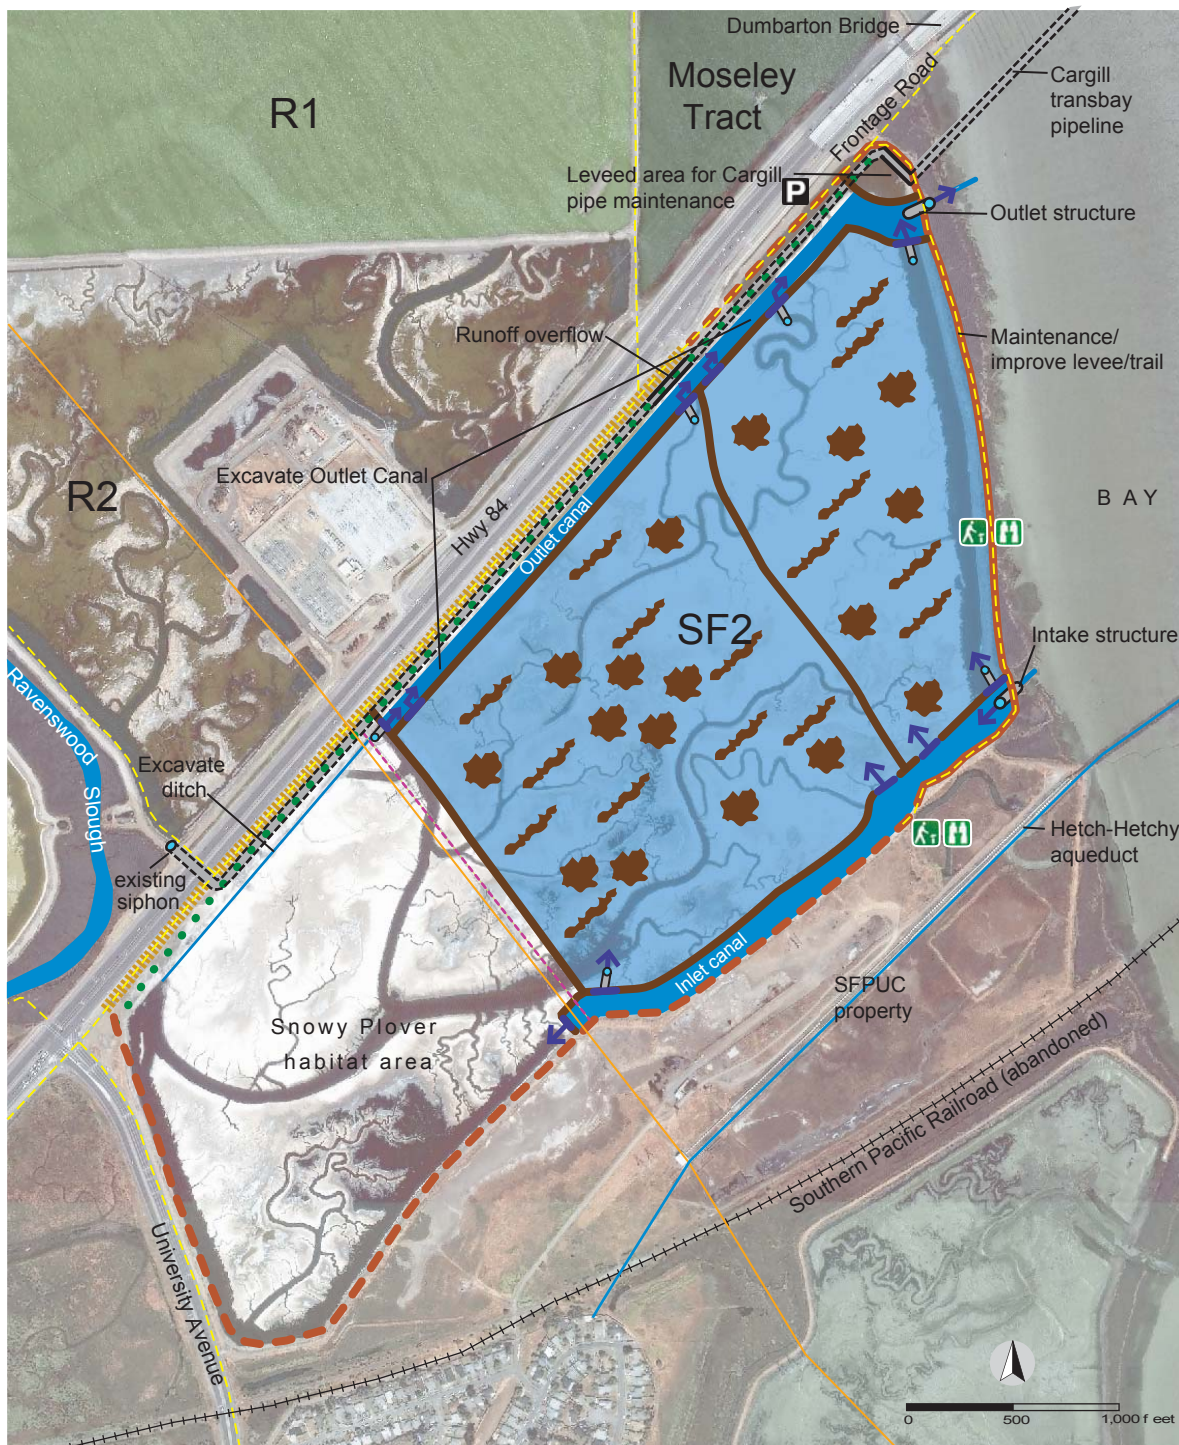 Dumbarton Bridge
R1
Moseley
Tract
Frontage Road
Cargill
transbay
pipeline
Leveed area for Cargill
pipe maintenance
P
Outlet structure
Runoff overflow
Maintenance/
improve levee/trail
Excavate Outlet Canal
R2
Hwy 84
Outlet canal
B A Y
SF2
Intake structure
Ravenswood
Slough
Excavate
ditch
existing
siphon
Hetch-Hetchy
aqueduct
Inlet canal
SFPUC
property
Snowy Plover
habitat area
Southern Pacific Railroad (abandoned)
University Avenue
0 500 1,000 feet